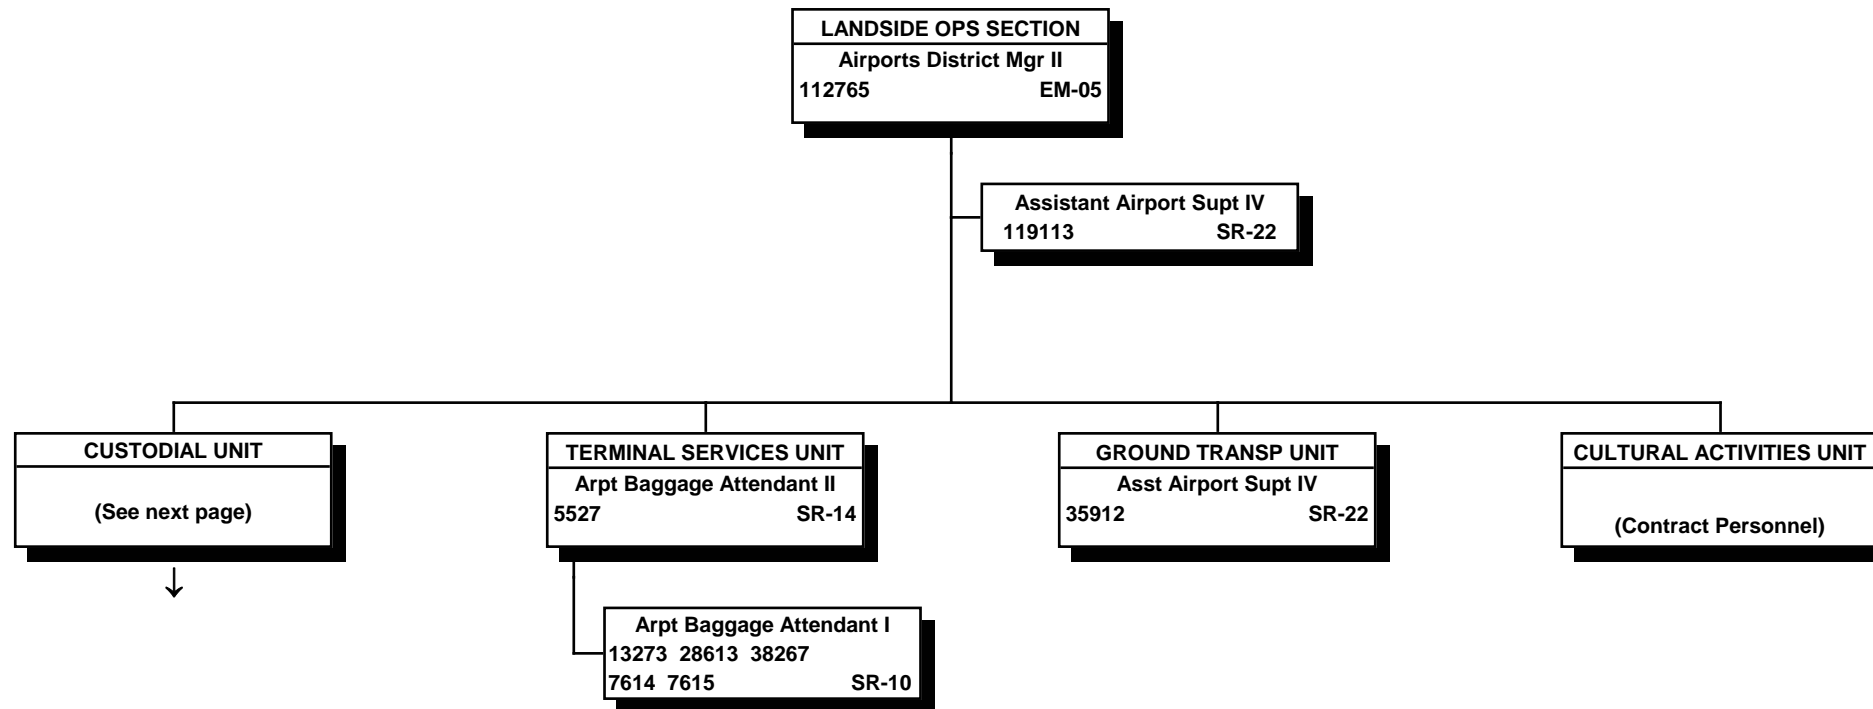 LANDSIDE OPS SECTION
Airports District Mgr II
112765 EM-05
Assistant Airport Supt IV
119113 SR-22
CUSTODIAL UNIT
(See next page)
TERMINAL SERVICES UNIT
Arpt Baggage Attendant II
5527 SR-14
GROUND TRANSP UNIT
Asst Airport Supt IV
35912 SR-22
CULTURAL ACTIVITIES UNIT
(Contract Personnel)
Arpt Baggage Attendant I
13273 28613 38267
7614 7615 SR-10